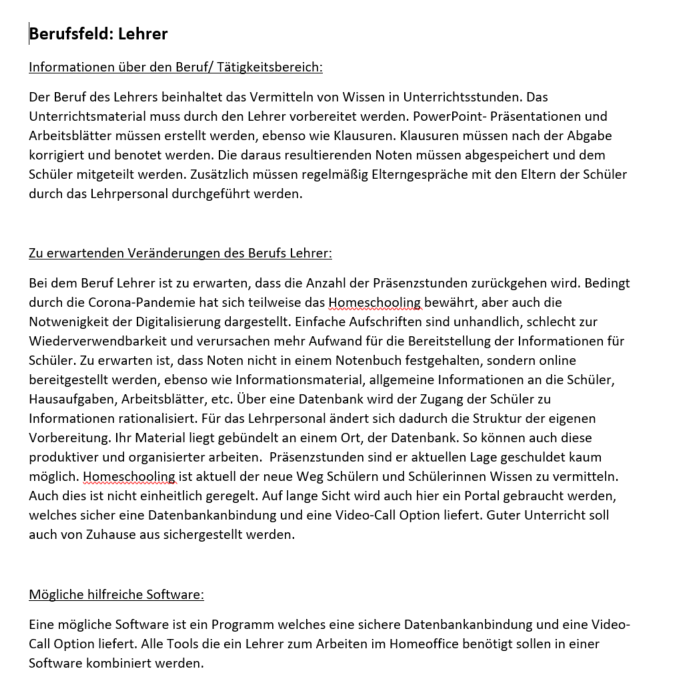 Berufsfeld: Lehrer
Informationen über den Beruf/ Tätigkeitsbereich:
Der Beruf des Lehrers beinhaltet das Vermitteln von Wissen in Unterrichtsstunden. Das
Unterrichtsmaterial muss durch den Lehrer vorbereitet werden. PowerPoint- Präsentationen und
Arbeitsblätter müssen erstellt werden, ebenso wie Klausuren. Klausuren müssen nach der Abgabe
korrigiert und benotet werden. Die daraus resultierenden Noten müssen abgespeichert und dem
Schüler mitgeteilt werden. Zusätzlich müssen regelmäßig Elterngespräche mit den Eltern der Schüler
durch das Lehrpersonal durchgeführt werden.
Zu erwartenden Veränderungen des Berufs Lehrer:
Bei dem Beruf Lehrer ist zu erwarten, dass die Anzahl der Präsenzstunden zurückgehen wird. Bedingt
durch die Corona-Pandemie hat sich teilweise das Homeschooling bewährt, aber auch die
Notwenigkeit der Digitalisierung dargestellt. Einfache Aufschriften sind unhandlich, schlecht zur
Wiederverwendbarkeit und verursachen mehr Aufwand für die Bereitstellung der Informationen für
Schüler. Zu erwarten ist, dass Noten nicht in einem Notenbuch festgehalten, sondern online
bereitgestellt werden, ebenso wie Informationsmaterial, allgemeine Informationen an die Schüler,
Hausaufgaben, Arbeitsblätter, etc. Über eine Datenbank wird der Zugang der Schüler zu
Informationen rationalisiert. Für das Lehrpersonal ändert sich dadurch die Struktur der eigenen
Vorbereitung. Ihr Material liegt gebündelt an einem Ort, der Datenbank. So können auch diese
produktiver und organisierter arbeiten.  Präsenzstunden sind er aktuellen Lage geschuldet kaum
möglich. Homeschooling ist aktuell der neue Weg Schülern und Schülerinnen Wissen zu vermitteln.
Auch dies ist nicht einheitlich geregelt. Auf lange Sicht wird auch hier ein Portal gebraucht werden,
welches sicher eine Datenbankanbindung und eine Video-Call Option liefert. Guter Unterricht soll
auch von Zuhause aus sichergestellt werden.
Mögliche hilfreiche Software:
Eine mögliche Software ist ein Programm welches eine sichere Datenbankanbindung und eine Video-
Call Option liefert. Alle Tools die ein Lehrer zum Arbeiten im Homeoffice benötigt sollen in einer
Software kombiniert werden.